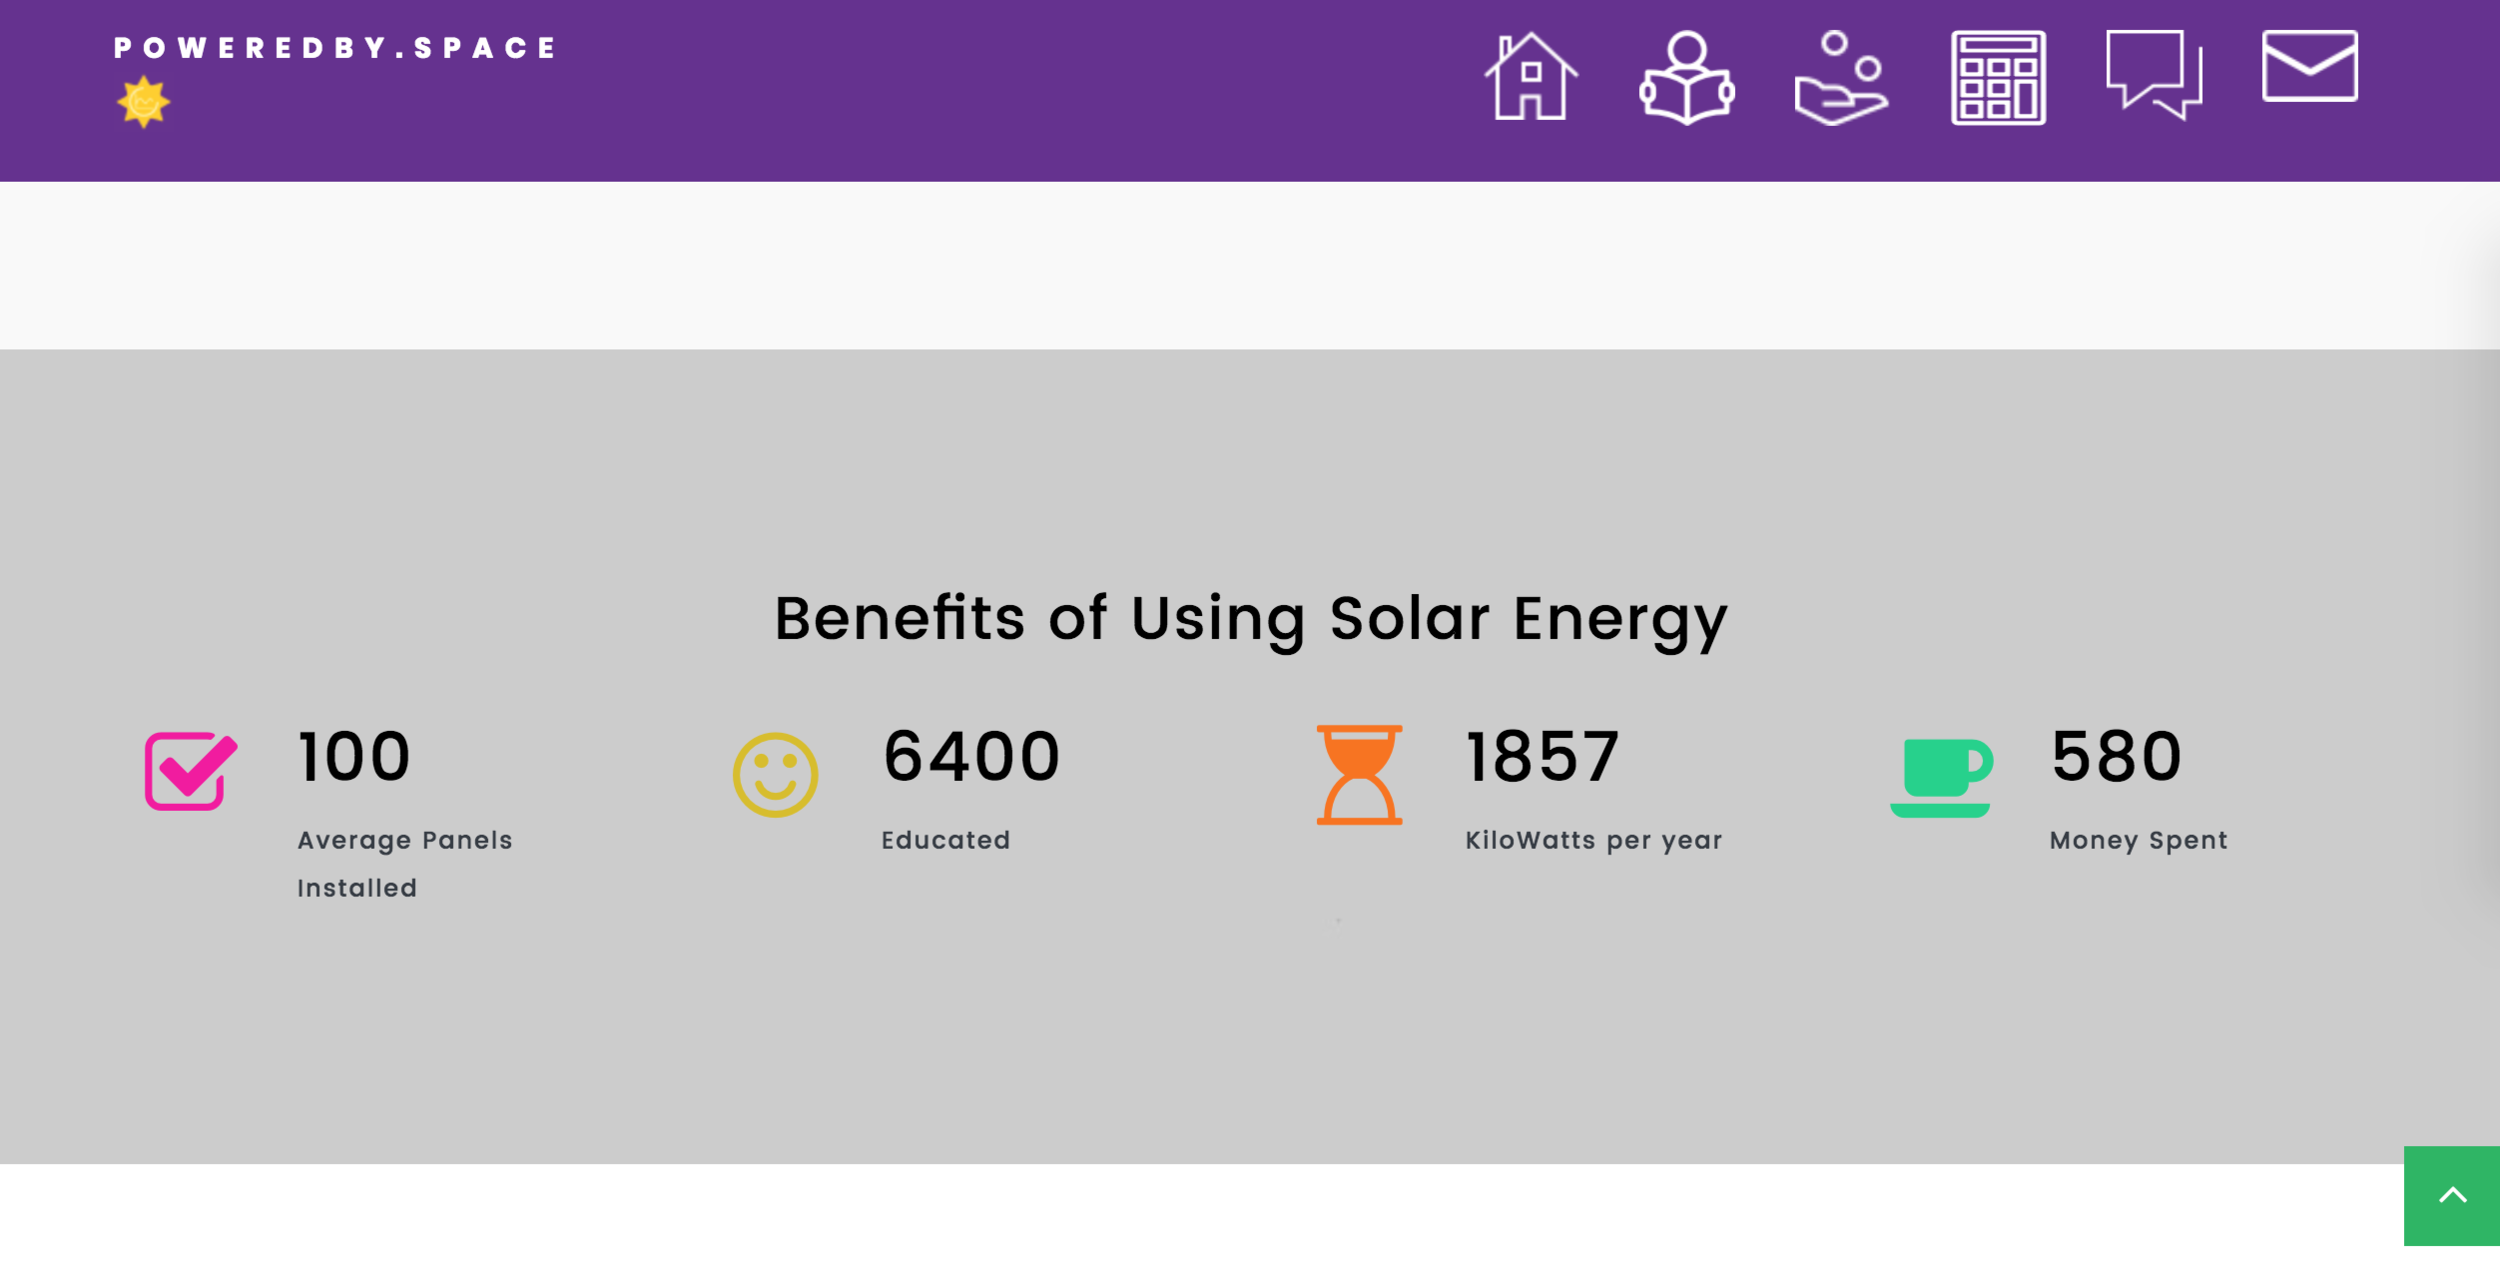 POWEREDBY.SPACE
Benefits of Using Solar Energy
100
Average Panels
Installed
6400
Educated
1857
KiloWatts per year
580
Money Spent